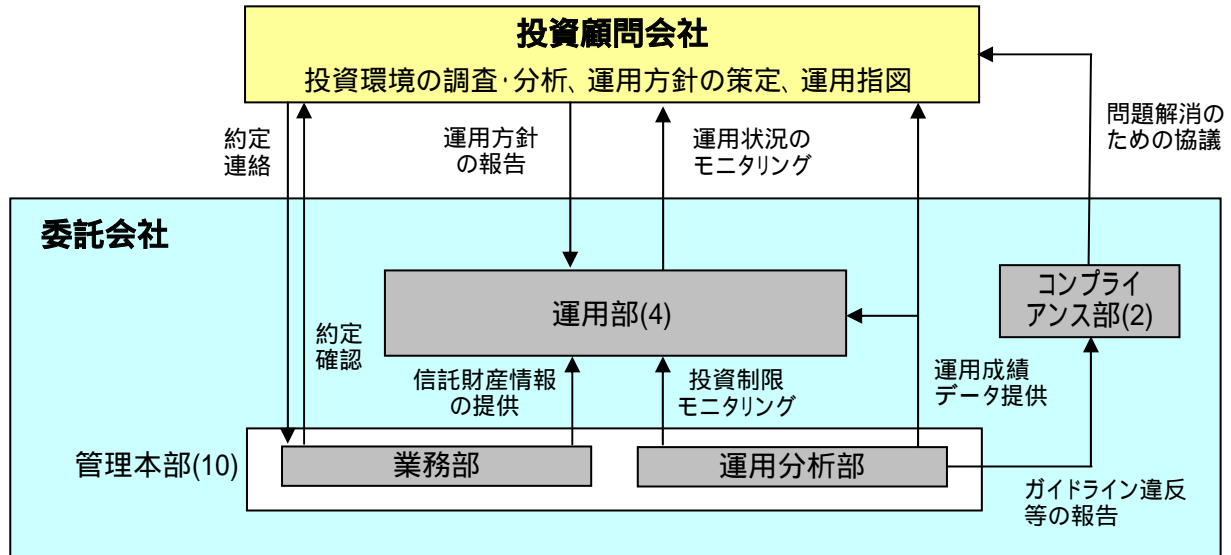 投資顧問会社
投資環境の調査･分析、運用方針の策定、運用指図
約定
連絡
運用方針
の報告
運用状況の
モニタリング
問題解消の
ための協議
委託会社
運用部(4)
コンプライ
アンス部(2)
約定
確認
信託財産情報
の提供
投資制限
モニタリング
運用成績
データ提供
管理本部(10)
業務部
運用分析部
ガイドライン違反
等の報告